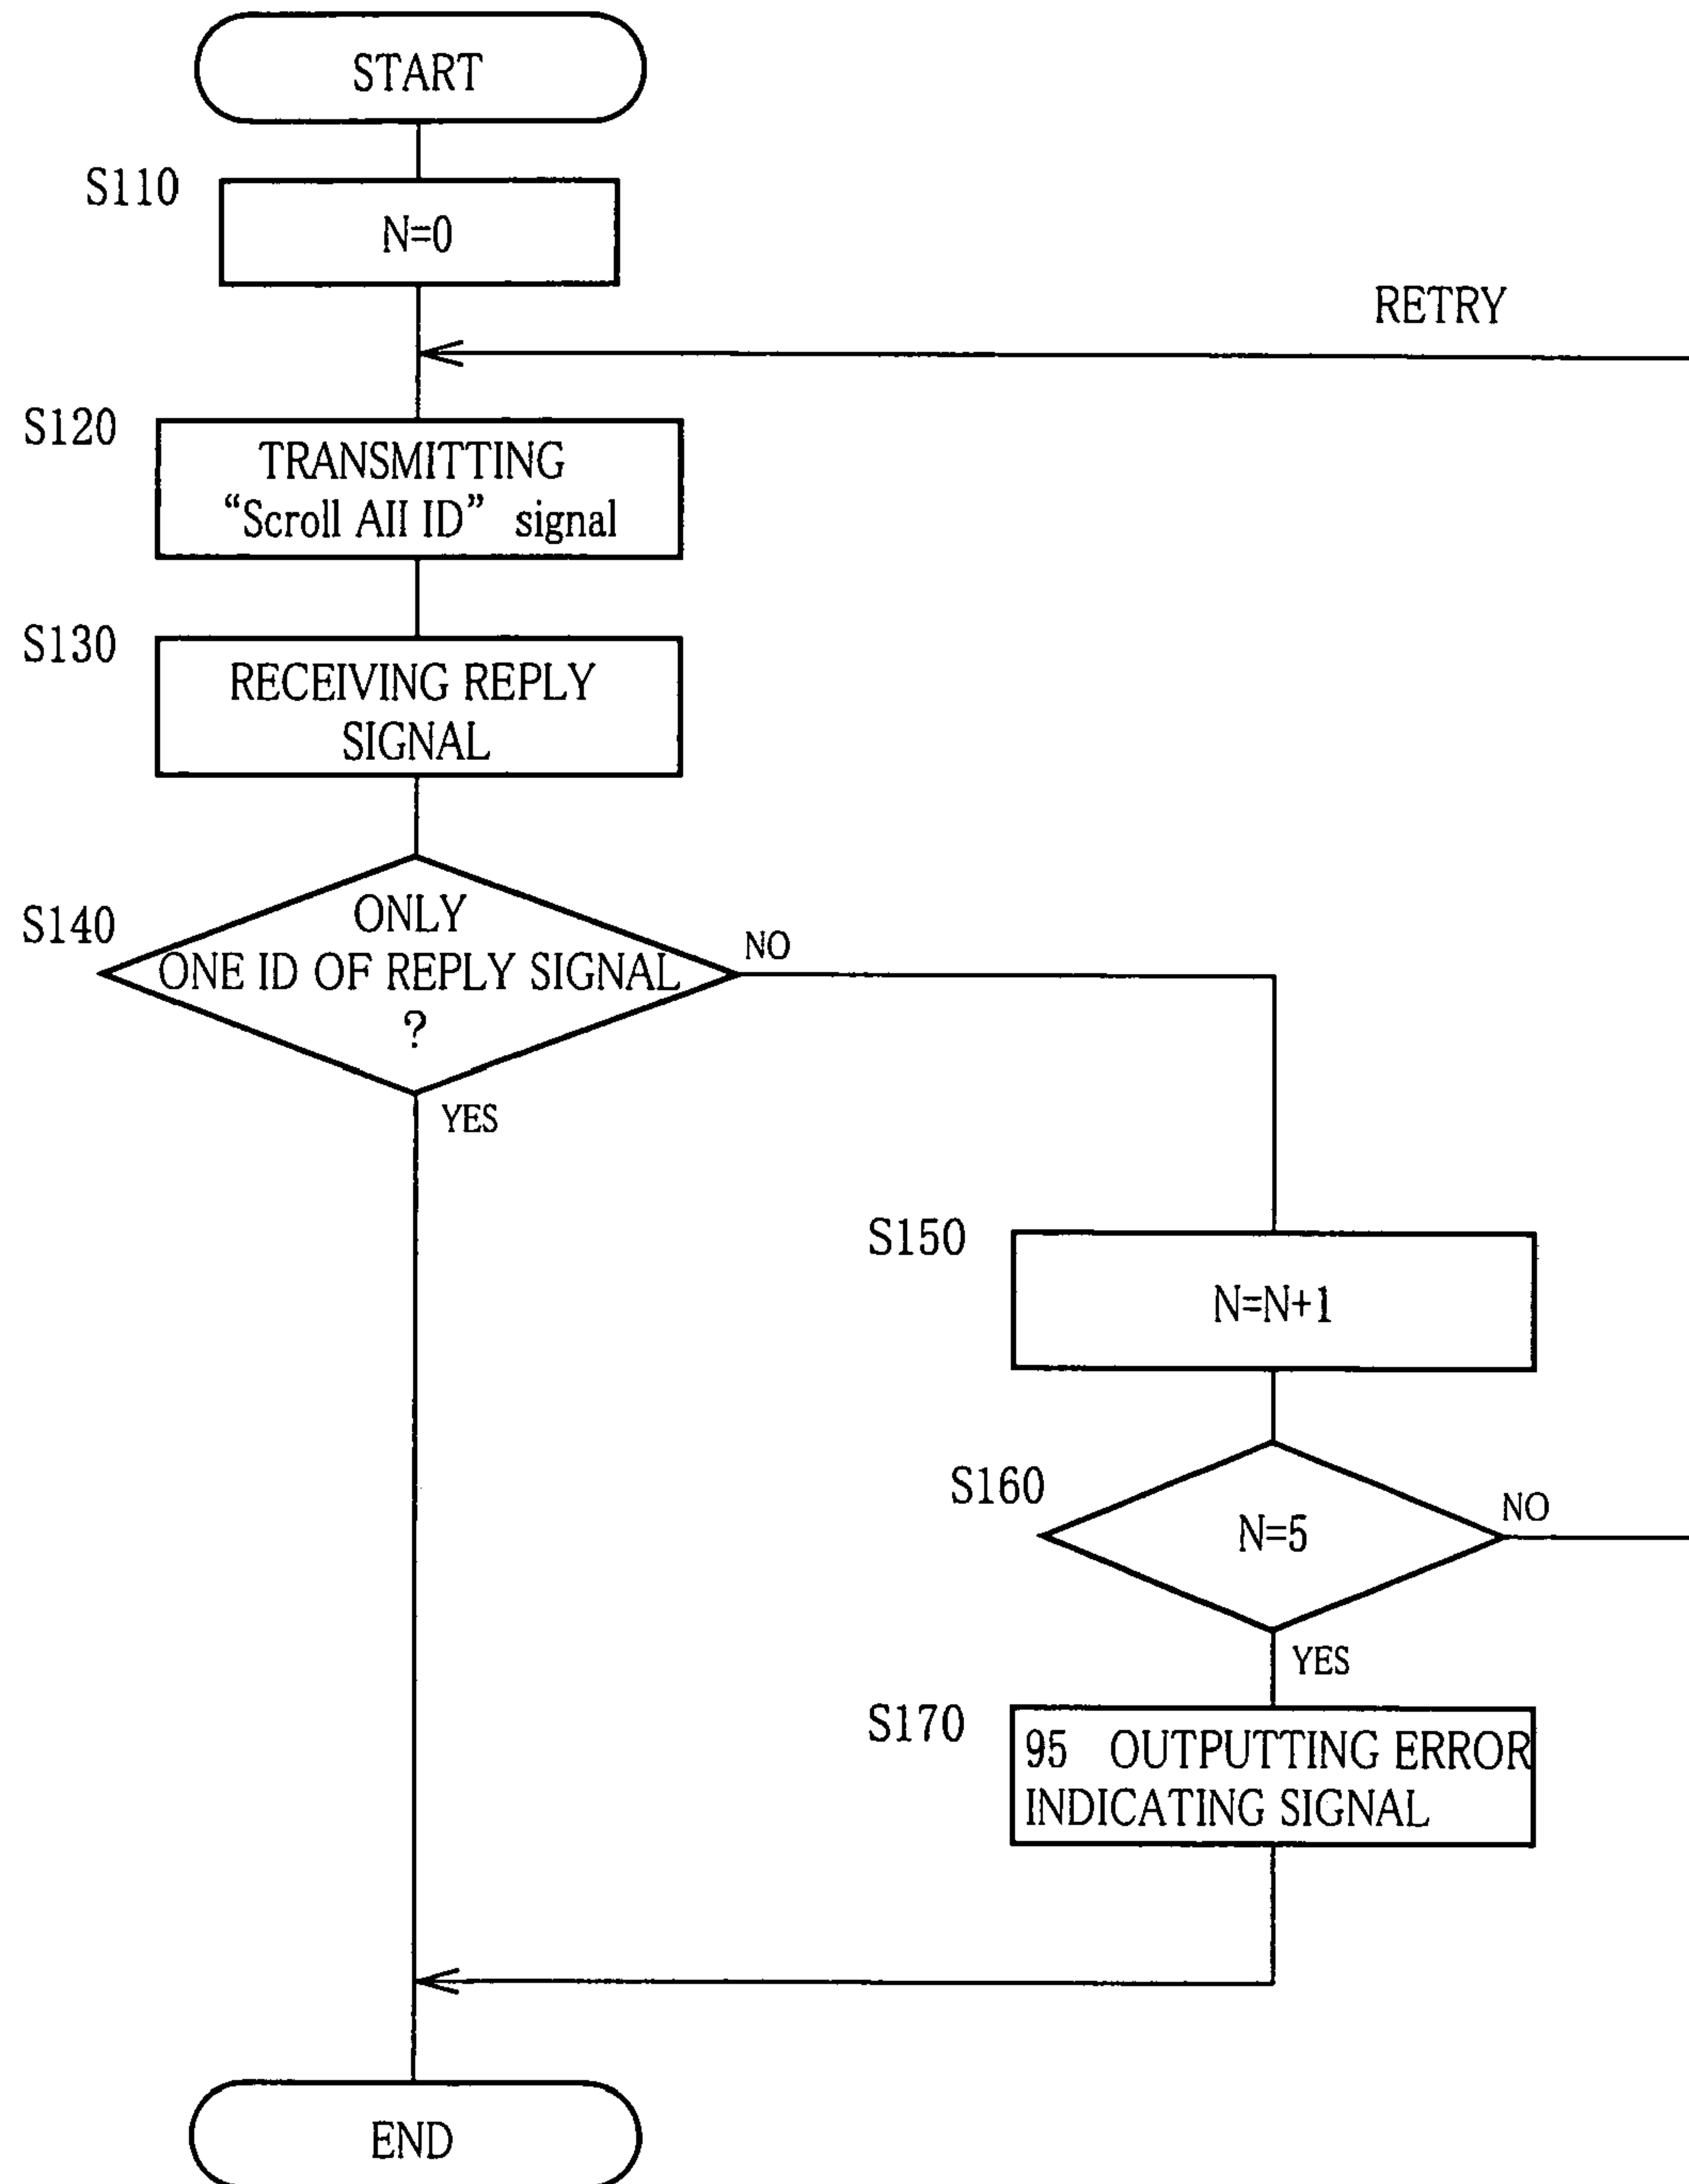 START
S110
N=0
RETRY
S120
TRANSMITTING
“Scroll AII ID” signal
S130
RECEIVING REPLY
SIGNAL
S140
ONLY
ONE ID OF REPLY SIGNAL
?
NO
YES
S150
N=N+1
S160
N=5
NO
YES
S170
95 OUTPUTTING ERROR
INDICATING SIGNAL
END